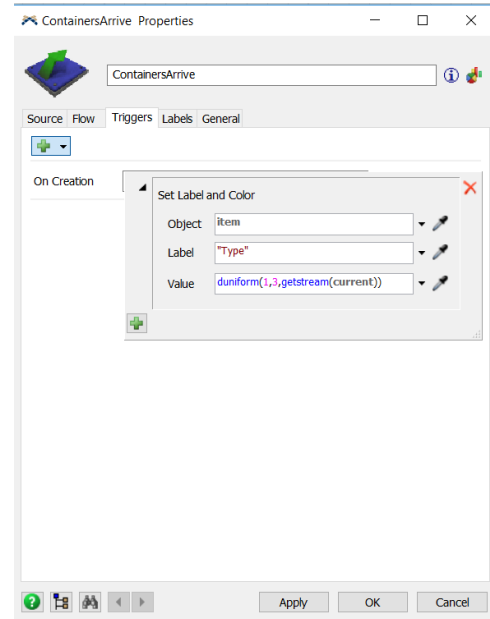 ContainersArrive Properties
ContainersArrive
Source Flow Triggers Labels General
On Creation
Set Label and Color
Object item
Label "Type"
Value duniform(1,3,getstream(current))
Apply OK Cancel